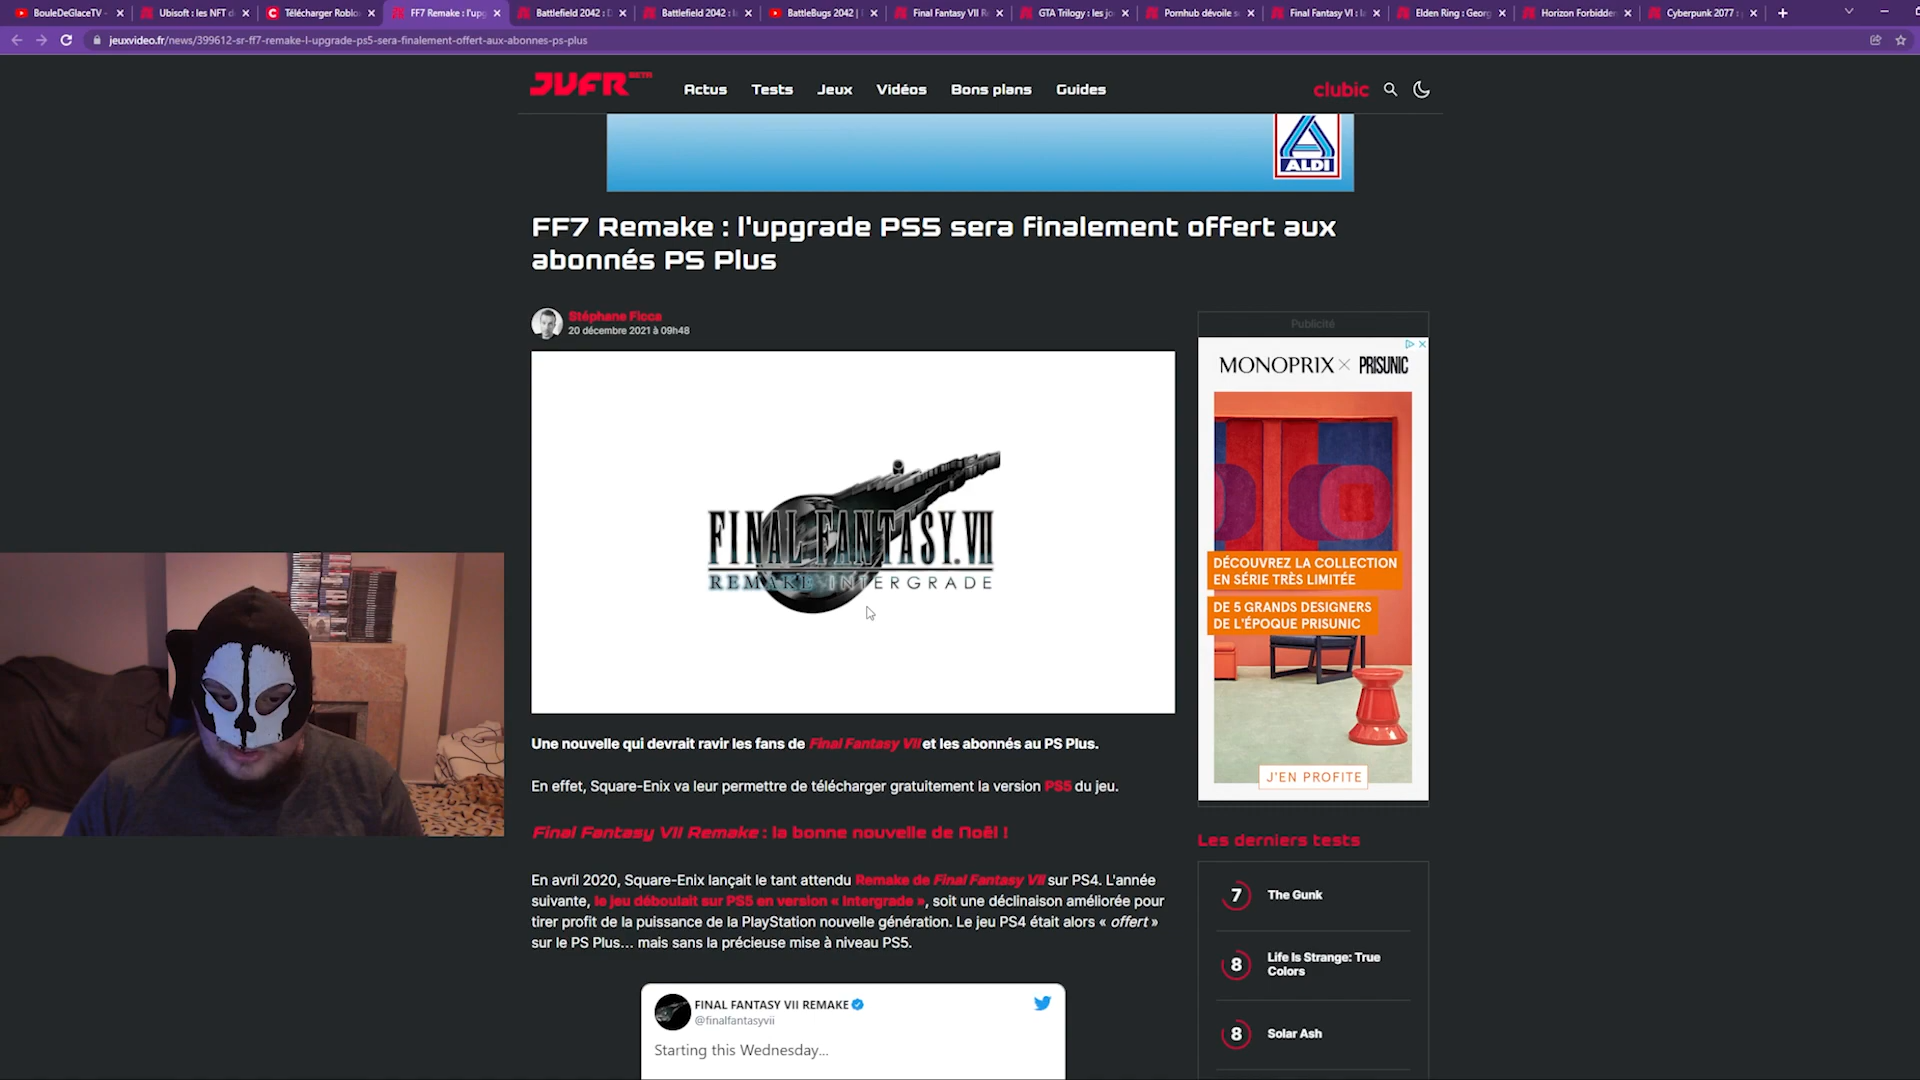 BouleDeGlaceTV -
Ubisoft : les NFT d
Télécharger Roblo
FF7 Remake : l'upg
Battlefield 2042 : D
Battlefield 2042 : l
BattleBugs 2042 |
Final Fantasy VII R
GTA Trilogy : les jo
Pornhub dévoile s
Final Fantasy VI : l
Elden Ring : Georg
Horizon Forbidden
Cyberpunk 2077 :
jeuxvideo.fr/news/399612-sr-ff7-remake-l-upgrade-ps5-sera-finalement-offert-aux-abonnes-ps-plus
JVFR BETA
Actus
Tests
Jeux
Vidéos
Bons plans
Guides
clubic
ALDI
FF7 Remake : l'upgrade PS5 sera finalement offert aux
abonnés PS Plus
Stéphane Ficca
20 décembre 2021 à 09h48
FINAL FANTASY.VII
REMAKE INTERGRADE
Une nouvelle qui devrait ravir les fans de Final Fantasy VII et les abonnés au PS Plus.
En effet, Square-Enix va leur permettre de télécharger gratuitement la version PS5 du jeu.
Final Fantasy VII Remake : la bonne nouvelle de Noël !
En avril 2020, Square-Enix lançait le tant attendu Remake de Final Fantasy VII sur PS4. L'année
suivante, le jeu déboulait sur PS5 en version « Intergrade », soit une déclinaison améliorée pour
tirer profit de la puissance de la PlayStation nouvelle génération. Le jeu PS4 était alors « offert »
sur le PS Plus... mais sans la précieuse mise à niveau PS5.
FINAL FANTASY VII REMAKE
@finalfantasyvii
Starting this Wednesday...
Publicité
MONOPRIX × PRISUNIC
DÉCOUVREZ LA COLLECTION
EN SÉRIE TRÈS LIMITÉE
DE 5 GRANDS DESIGNERS
DE L'ÉPOQUE PRISUNIC
J'EN PROFITE
Les derniers tests
7
The Gunk
8
Life Is Strange: True
Colors
8
Solar Ash